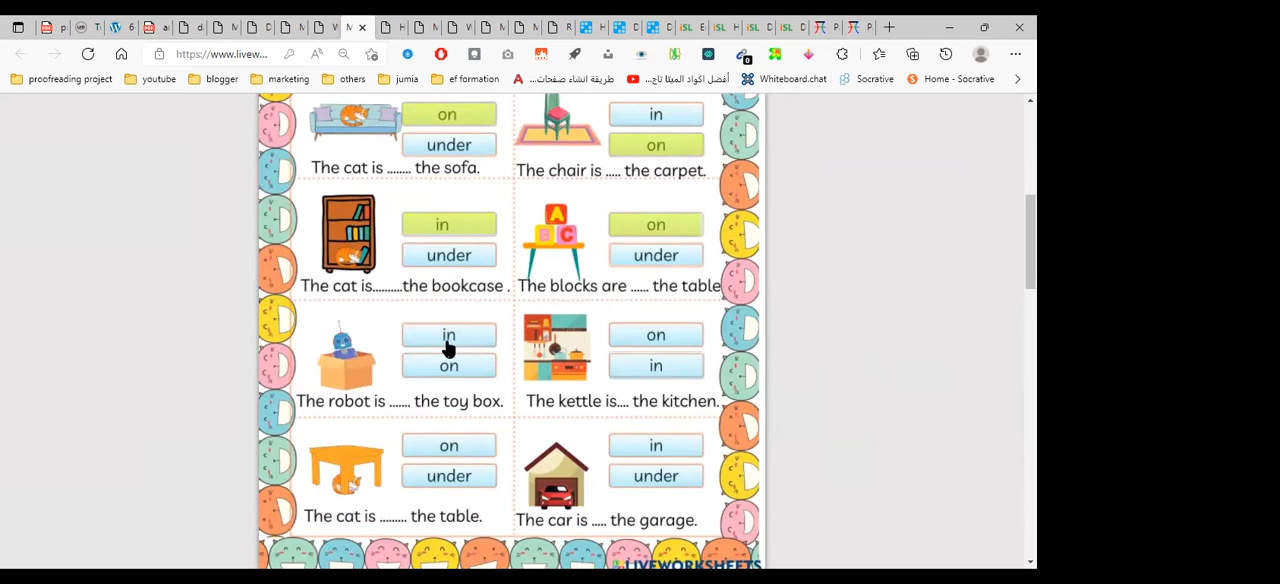 https://www.livew...
proofreading project
youtube
blogger
marketing
others
jumia
ef formation
طريقة انشاء صفحات...
أفضل اكواد الميتا تاج...
Whiteboard.chat
Socrative
Home - Socrative
on
under
The cat is ........ the sofa.
in
on
The chair is ..... the carpet.
in
under
The cat is.........the bookcase .
A
B C
on
under
The blocks are ...... the table
in
on
The robot is ....... the toy box.
on
in
The kettle is.... the kitchen.
on
under
The cat is ......... the table.
in
under
The car is ..... the garage.
LIVEWORKSHEETS